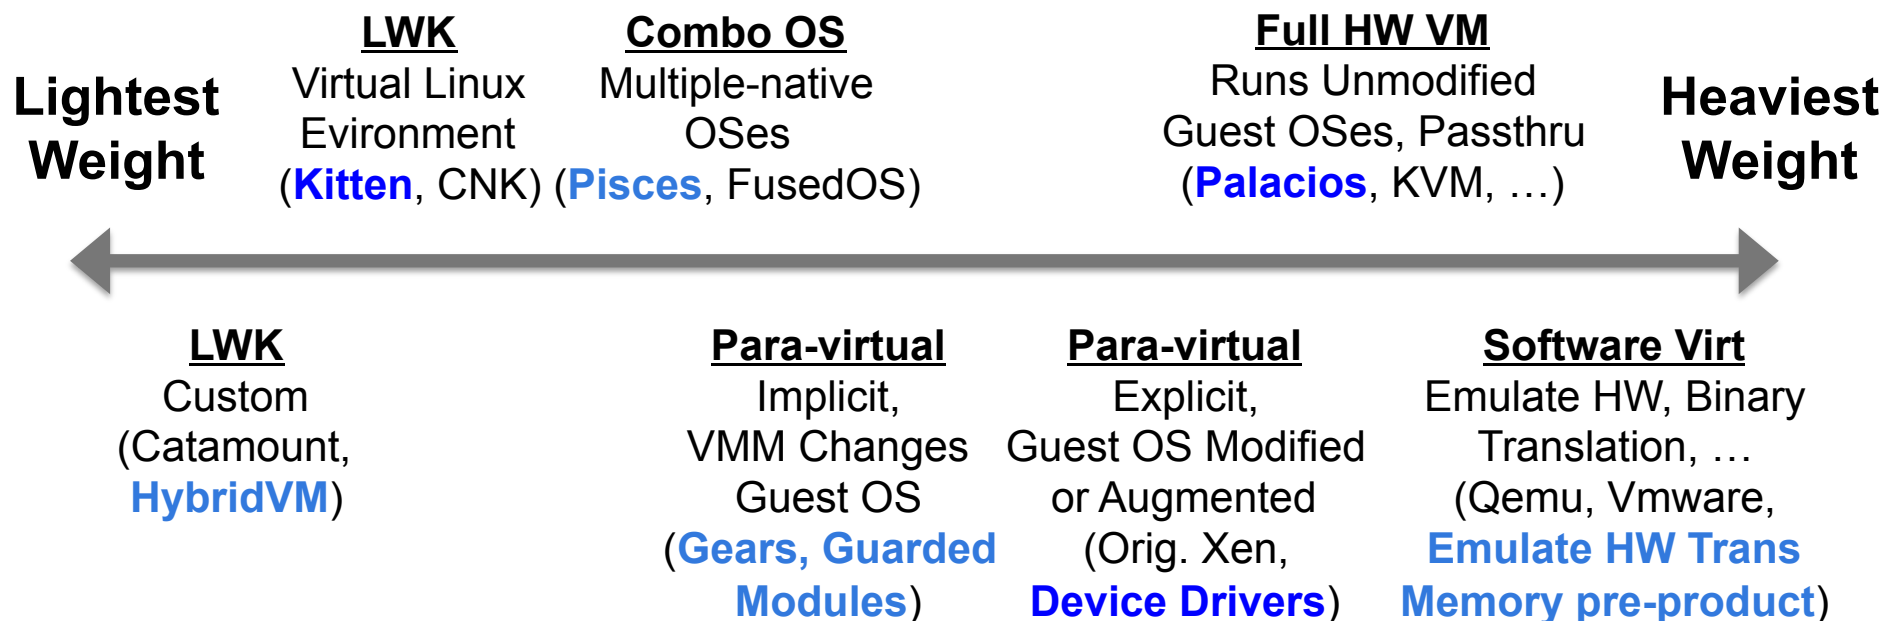 Lightest
Weight
LWK
Virtual Linux
Evironment
(Kitten, CNK)
Combo OS
Multiple-native
OSes
(Pisces, FusedOS)
Full HW VM
Runs Unmodified
Guest OSes, Passthru
(Palacios, KVM, …)
Heaviest
Weight
LWK
Custom
(Catamount,
HybridVM)
Para-virtual
Implicit,
VMM Changes
Guest OS
(Gears, Guarded
Modules)
Para-virtual
Explicit,
Guest OS Modified
or Augmented
(Orig. Xen,
Device Drivers)
Software Virt
Emulate HW, Binary
Translation, …
(Qemu, Vmware,
Emulate HW Trans
Memory pre-product)